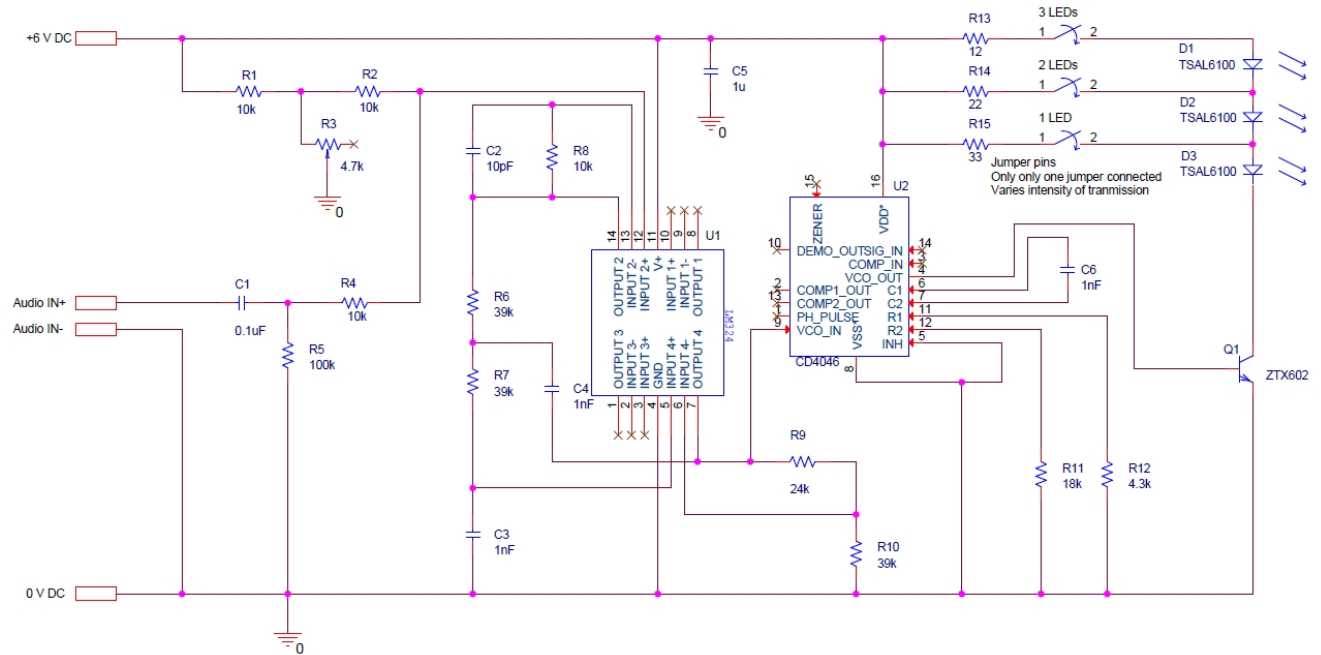 +6 V DC
R1
10k
R2
10k
R3
4.7k
0
C2
10pF
R8
10k
C5
1u
0
R13
12
3 LEDs
1 2
R14
22
2 LEDs
1 2
R15
33
1 LED
1 2
Jumper pins
Only only one jumper connected
Varies intensity of tranmission
D1
TSAL6100
D2
TSAL6100
D3
TSAL6100
Audio IN+
Audio IN-
C1
0.1uF
R4
10k
R5
100k
R6
39k
R7
39k
C4
1nF
C3
1nF
U1
14 13 12 11 10 9 8
OUTPUT 2
INPUT 2-
INPUT 2+
V+
INPUT 1+
INPUT 1-
OUTPUT 1
OUTPUT 3
INPUT 3-
INPUT 3+
GND
INPUT 4+
INPUT 4-
OUTPUT 4
LM324
1 2 3 4 5 6 7
U2
15
16
ZENER
VDD*
10
DEMO_OUT
SIG_IN
14
COMP_IN
3
VCO_OUT
4
2
COMP1_OUT
C1
6
13
COMP2_OUT
C2
7
1
PH_PULSE
R1
11
9
VCO_IN
R2
12
VSS*
INH
5
CD4046
8
C6
1nF
R9
24k
R10
39k
R11
18k
R12
4.3k
Q1
ZTX602
0 V DC
0